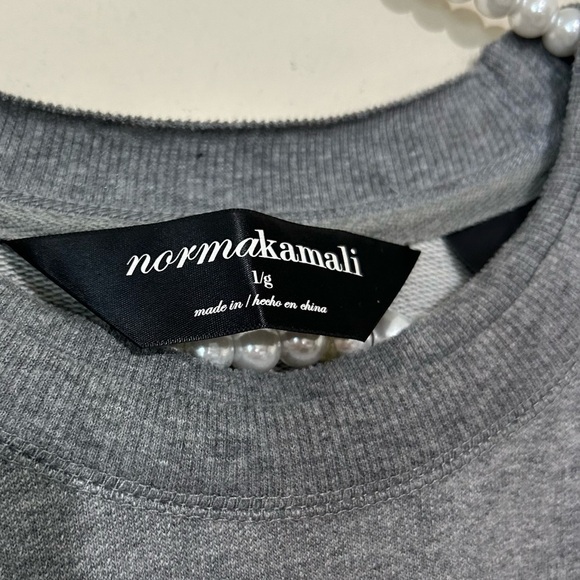 normakamali
l/g
made in / hecho en china